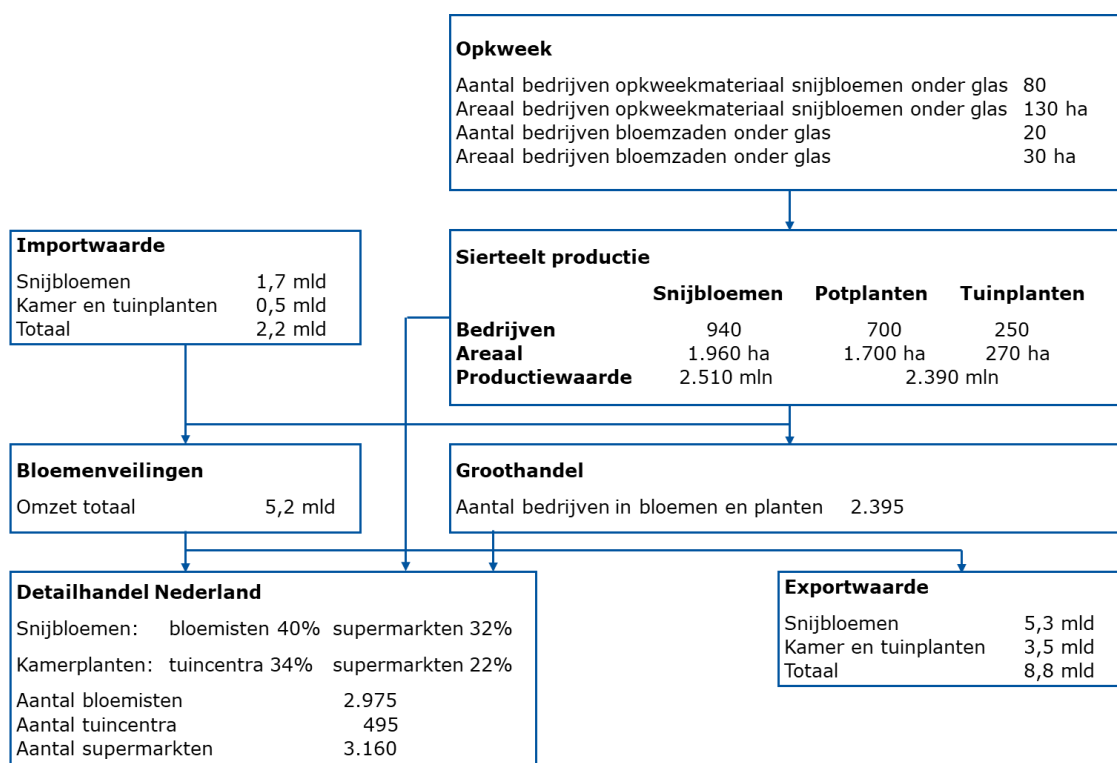 Opkweek
Aantal bedrijven opkweekmateriaal snijbloemen onder glas 80
Areaal bedrijven opkweekmateriaal snijbloemen onder glas 130 ha
Aantal bedrijven bloemzaden onder glas 20
Areaal bedrijven bloemzaden onder glas 30 ha
Importwaarde
Snijbloemen 1,7 mld
Kamer en tuinplanten 0,5 mld
Totaal 2,2 mld
Sierteelt productie
Snijbloemen Potplanten Tuinplanten
Bedrijven 940 700 250
Areaal 1.960 ha 1.700 ha 270 ha
Productiewaarde 2.510 mln 2.390 mln
Bloemenveilingen
Omzet totaal 5,2 mld
Groothandel
Aantal bedrijven in bloemen en planten 2.395
Detailhandel Nederland
Snijbloemen: bloemisten 40% supermarkten 32%
Kamerplanten: tuincentra 34% supermarkten 22%
Aantal bloemisten 2.975
Aantal tuincentra 495
Aantal supermarkten 3.160
Exportwaarde
Snijbloemen 5,3 mld
Kamer en tuinplanten 3,5 mld
Totaal 8,8 mld